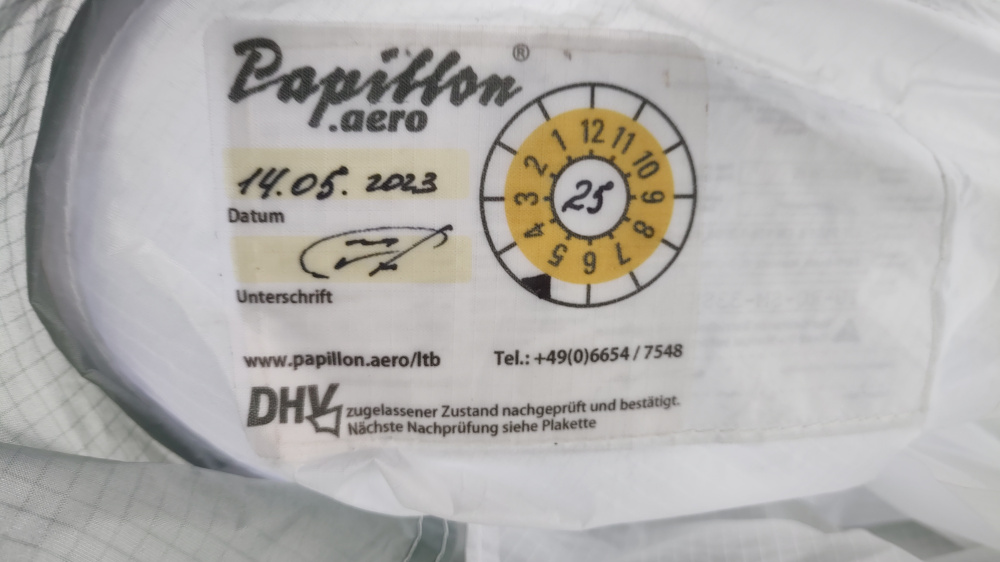 Papillon®
.aero
14.05.2023
Datum
Unterschrift
12 11 10 9 8 7 6 5 4 3 2 1
25
www.papillon.aero/ltb
Tel.: +49(0)6654 / 7548
DHV
zugelassener Zustand nachgeprüft und bestätigt.
Nächste Nachprüfung siehe Plakette